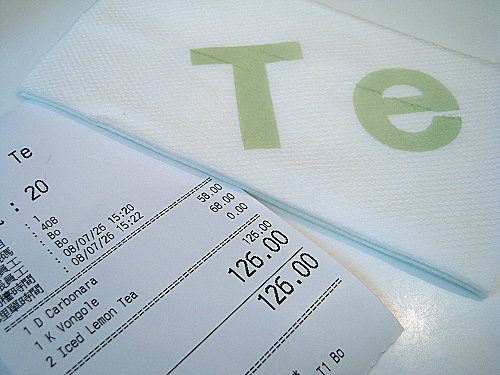 Te
Te
: 20
: 1
: 40B
: Bo
: Bo
: 08/07/26 15:20
: 08/07/26 15:22
1 D Carbonara 58.00
1 K Vongole 68.00
2 Iced Lemon Tea 0.00
126.00
126.00
126.00
* T1 Bo